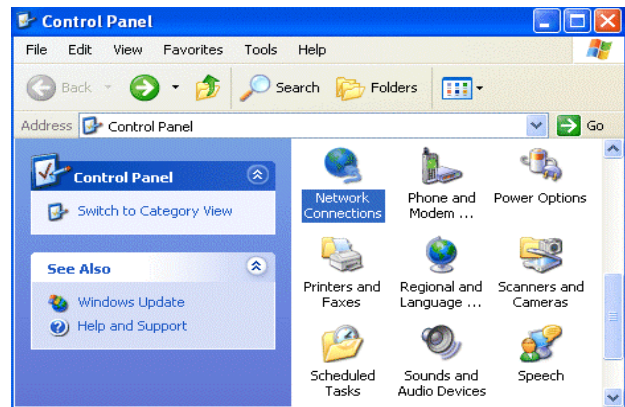 Control Panel
File Edit View Favorites Tools Help
Back Search Folders
Address Control Panel Go
Control Panel
Switch to Category View
See Also
Windows Update
Help and Support
Network Connections
Phone and Modem ...
Power Options
Printers and Faxes
Regional and Language ...
Scanners and Cameras
Scheduled Tasks
Sounds and Audio Devices
Speech